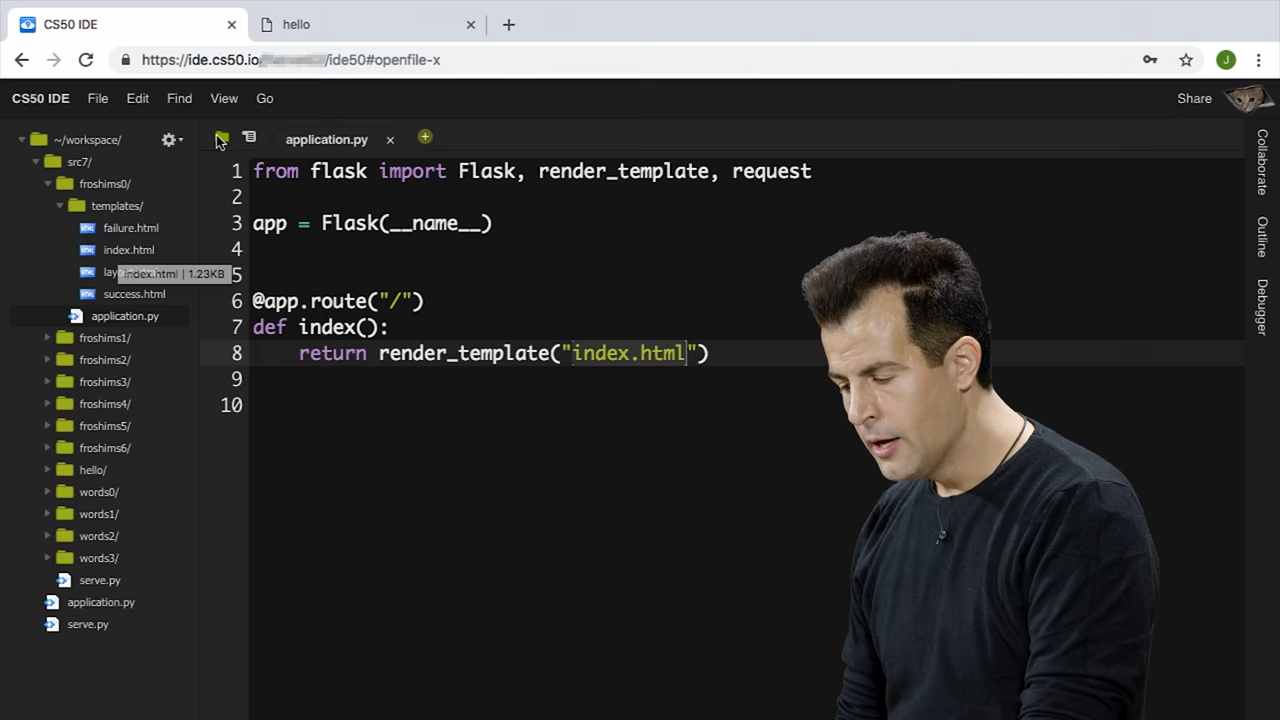 CS50 IDE
hello
https://ide.cs50.io/ /ide50#openfile-x
J
CS50 IDE File Edit Find View Go
Share
~/workspace/
src7/
froshims0/
templates/
failure.html
index.html
index.html | 1.23KB
success.html
application.py
froshims1/
froshims2/
froshims3/
froshims4/
froshims5/
froshims6/
hello/
words0/
words1/
words2/
words3/
serve.py
application.py
serve.py
application.py
1 from flask import Flask, render_template, request
2
3 app = Flask(__name__)
4
5
6 @app.route("/")
7 def index():
8 return render_template("index.html")
9
10
Collaborate
Outline
Debugger